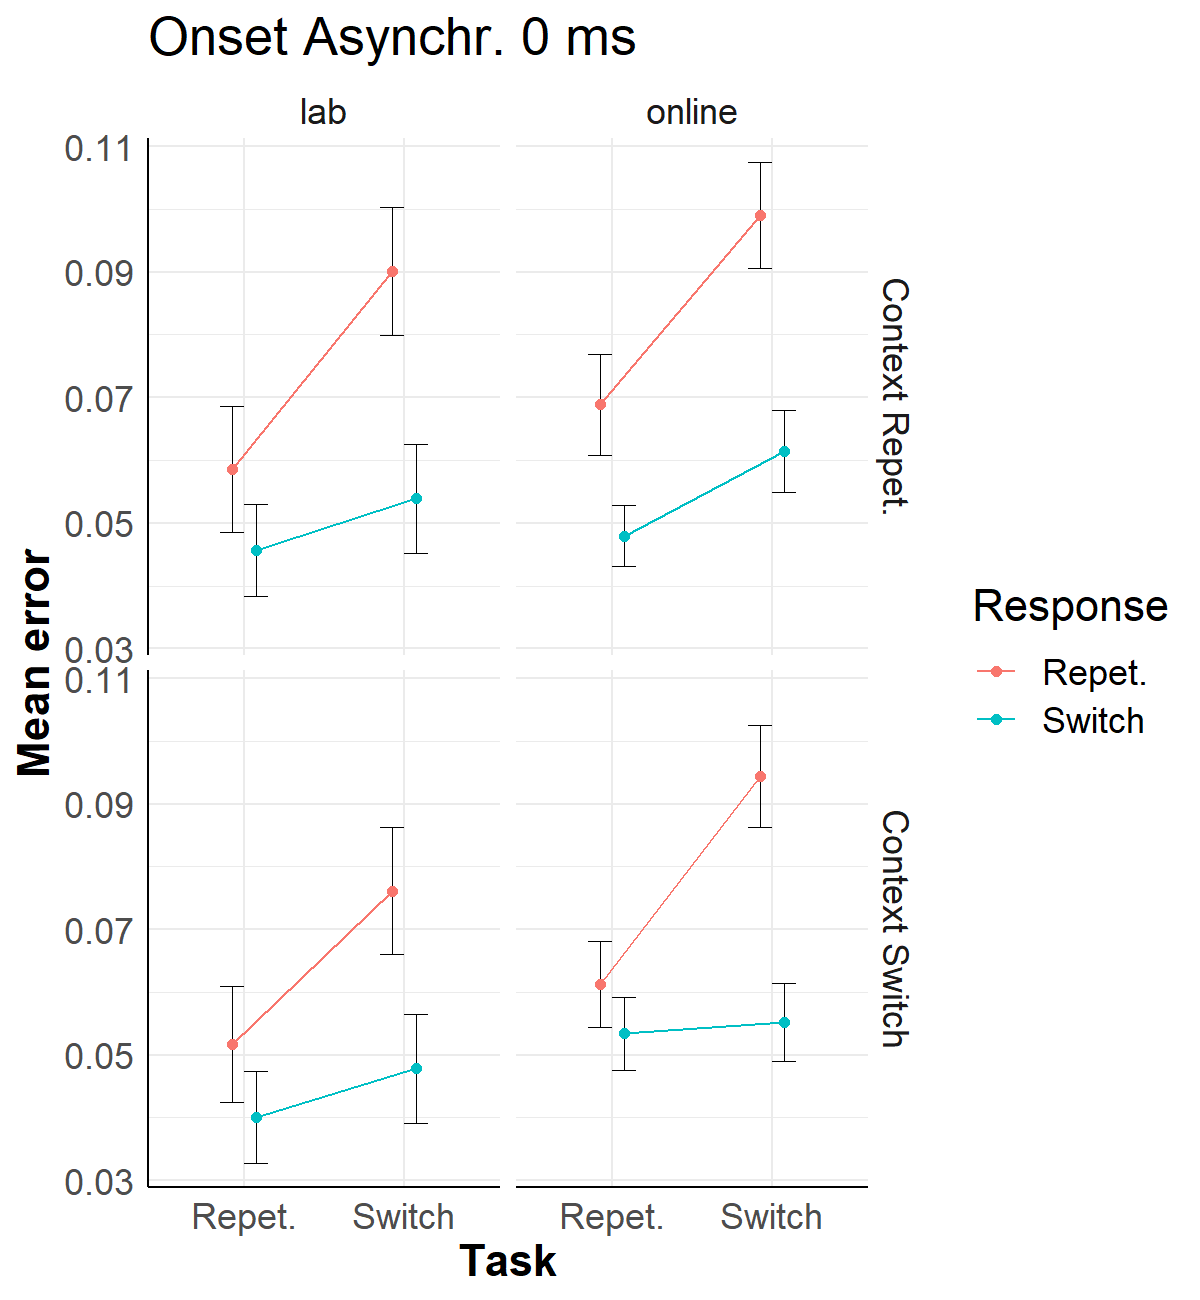 Onset Asynchr. 0 ms
lab
online
0.11
0.09
0.07
0.05
0.03
Context Repet.
0.11
0.09
0.07
0.05
0.03
Context Switch
Mean error
Repet.
Switch
Repet.
Switch
Task
Response
Repet.
Switch